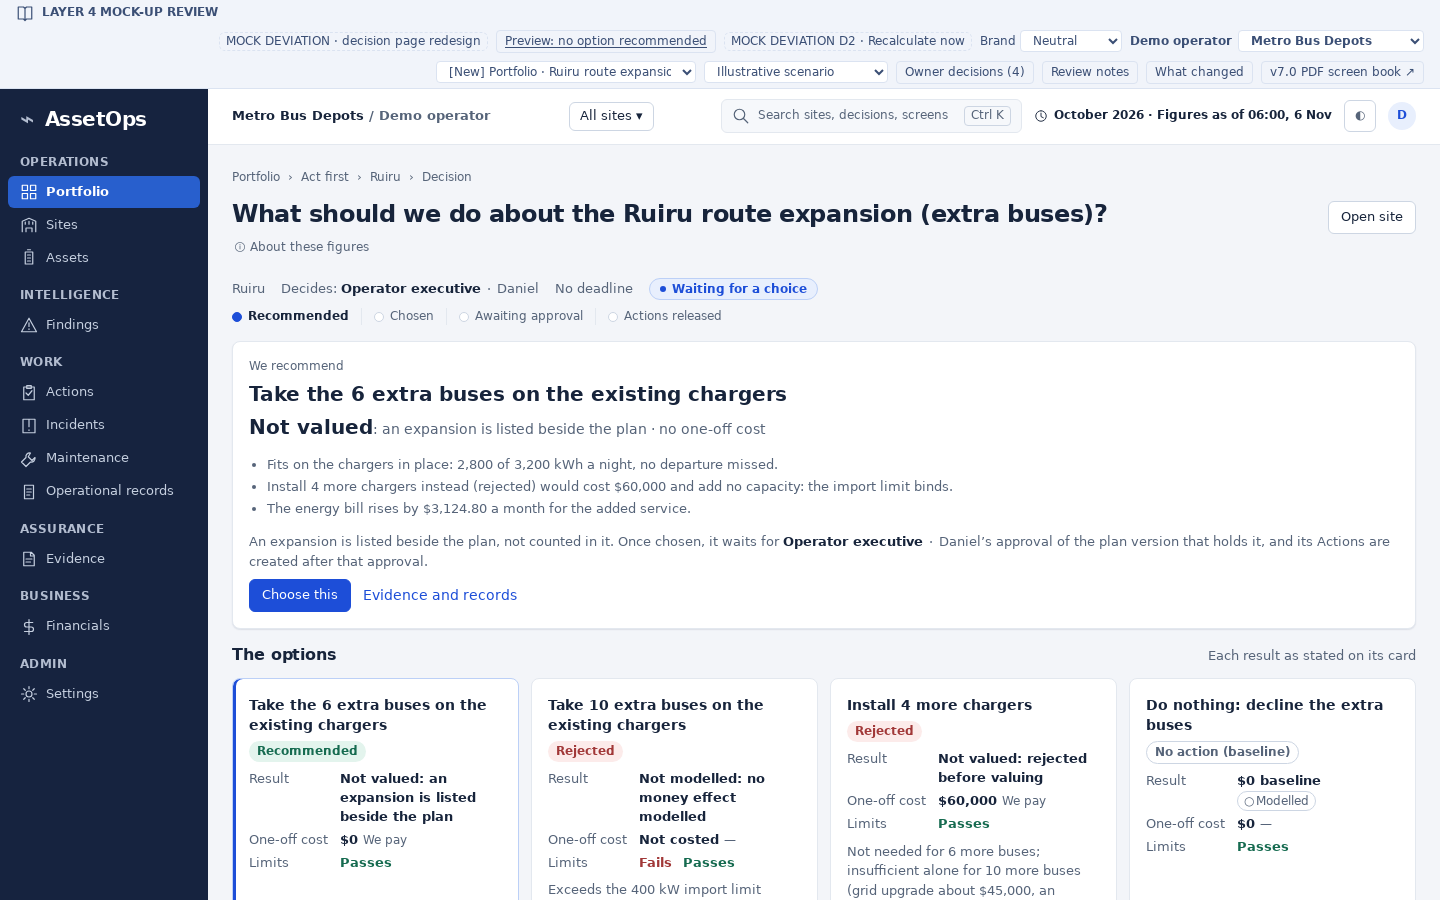 LAYER 4 MOCK-UP REVIEW
MOCK DEVIATION · decision page redesign
Preview: no option recommended
MOCK DEVIATION D2 · Recalculate now
Brand
Neutral
Demo operator
Metro Bus Depots
[New] Portfolio · Ruiru route expansic
Illustrative scenario
Owner decisions (4)
Review notes
What changed
v7.0 PDF screen book ↗
AssetOps
OPERATIONS
Portfolio
Sites
Assets
INTELLIGENCE
Findings
WORK
Actions
Incidents
Maintenance
Operational records
ASSURANCE
Evidence
BUSINESS
Financials
ADMIN
Settings
Metro Bus Depots / Demo operator
All sites ▾
Search sites, decisions, screens
Ctrl K
October 2026 · Figures as of 06:00, 6 Nov
D
Portfolio › Act first › Ruiru › Decision
What should we do about the Ruiru route expansion (extra buses)?
Open site
About these figures
Ruiru Decides: Operator executive · Daniel No deadline Waiting for a choice
Recommended Chosen Awaiting approval Actions released
We recommend
Take the 6 extra buses on the existing chargers
Not valued: an expansion is listed beside the plan · no one-off cost
• Fits on the chargers in place: 2,800 of 3,200 kWh a night, no departure missed.
• Install 4 more chargers instead (rejected) would cost $60,000 and add no capacity: the import limit binds.
• The energy bill rises by $3,124.80 a month for the added service.
An expansion is listed beside the plan, not counted in it. Once chosen, it waits for Operator executive · Daniel’s approval of the plan version that holds it, and its Actions are
created after that approval.
Choose this
Evidence and records
The options
Each result as stated on its card
Take the 6 extra buses on the
existing chargers
Recommended
Result Not valued: an
expansion is listed
beside the plan
One-off cost $0 We pay
Limits Passes
Take 10 extra buses on the
existing chargers
Rejected
Result Not modelled: no
money effect
modelled
One-off cost Not costed —
Limits Fails Passes
Exceeds the 400 kW import limit
Install 4 more chargers
Rejected
Result Not valued: rejected
before valuing
One-off cost $60,000 We pay
Limits Passes
Not needed for 6 more buses;
insufficient alone for 10 more buses
(grid upgrade about $45,000, an
Do nothing: decline the extra
buses
No action (baseline)
Result $0 baseline
Modelled
One-off cost $0 —
Limits Passes